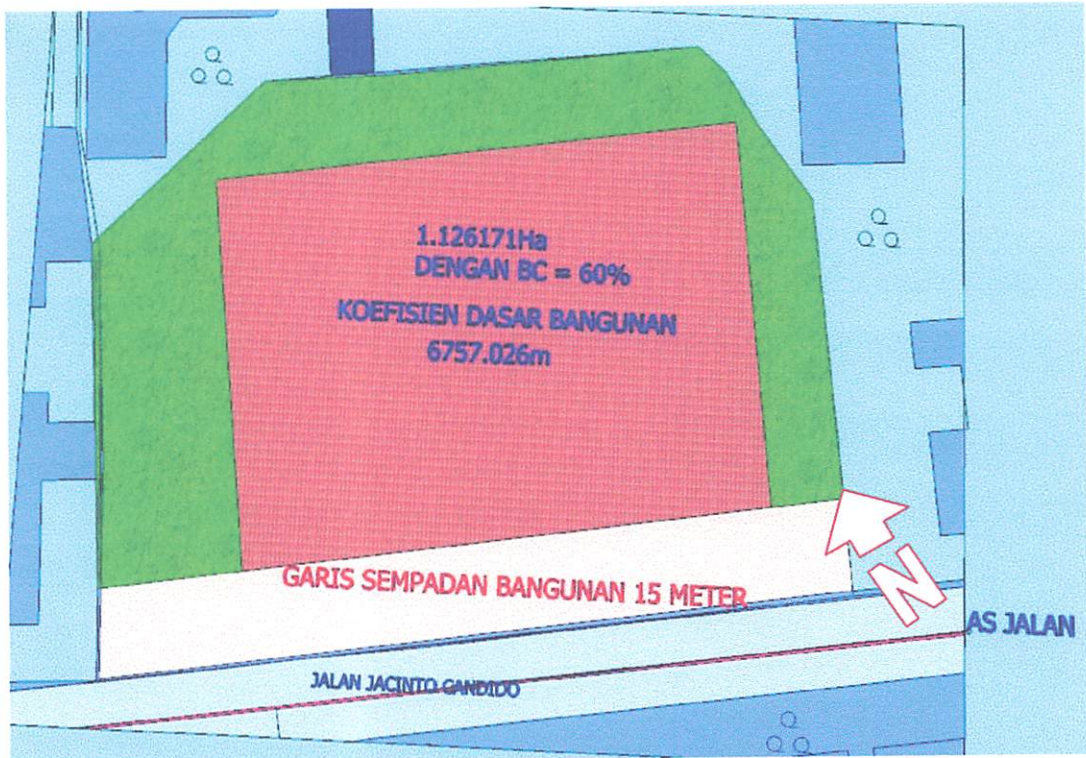 1.126171Ha
DENGAN BC = 60%
KOEFISIEN DASAR BANGUNAN
6757.026m
GARIS SEMPADAN BANGUNAN 15 METER
N
AS JALAN
JALAN JACINTO CANDIDO